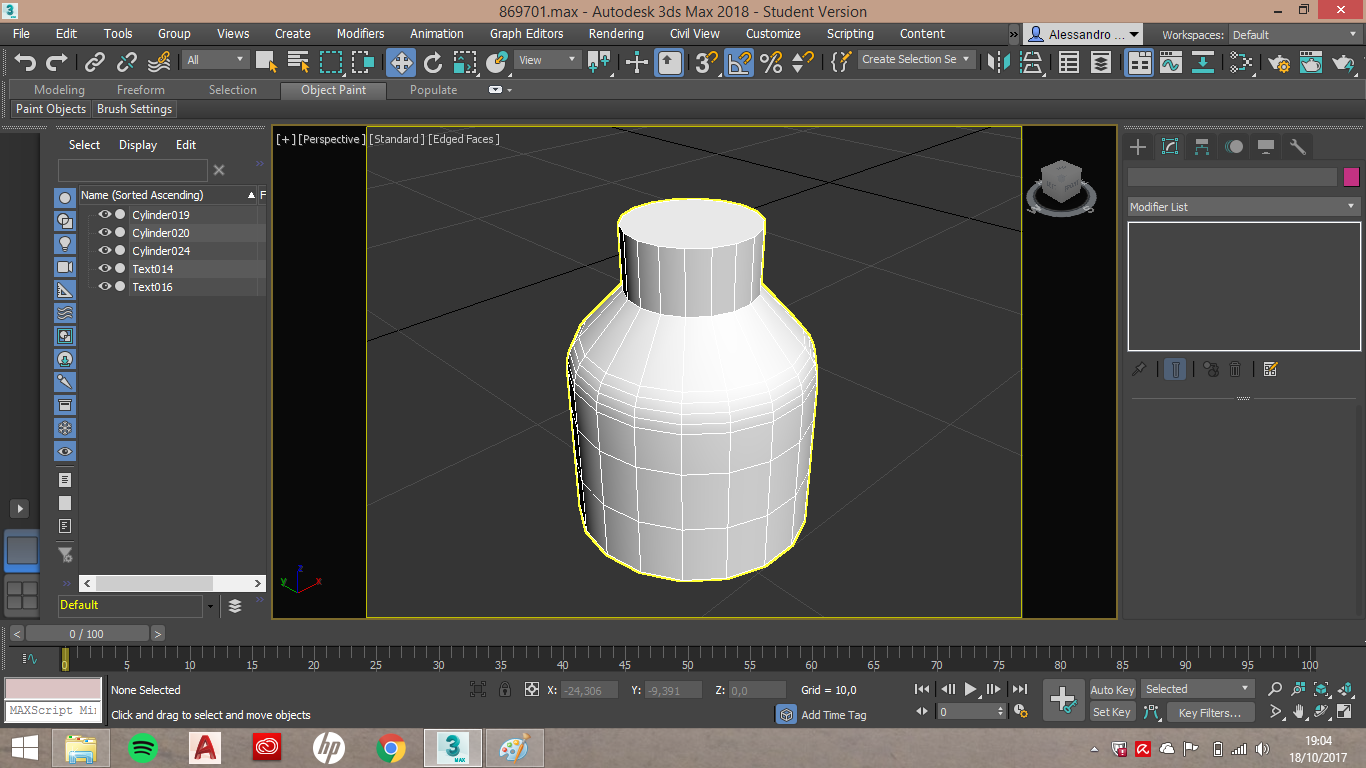 869701.max - Autodesk 3ds Max 2018 - Student Version
File Edit Tools Group Views Create Modifiers Animation Graph Editors Rendering Civil View Customize Scripting Content » Alessandro ... Workspaces: Default
All View Create Selection Se
Modeling Freeform Selection Object Paint Populate
Paint Objects Brush Settings
Select Display Edit
[+] [Perspective] [Standard] [Edged Faces]
Name (Sorted Ascending) F
Cylinder019
Cylinder020
Cylinder024
Text014
Text016
Modifier List
z
y x
Default
< 0 / 100 >
0 5 10 15 20 25 30 35 40 45 50 55 60 65 70 75 80 85 90 95 100
None Selected X: -24,306 Y: -9,391 Z: 0,0 Grid = 10,0 Auto Key Selected
MAXScript Mi
Click and drag to select and move objects Add Time Tag 0 Set Key Key Filters...
19:04
18/10/2017
3
MAX
hp